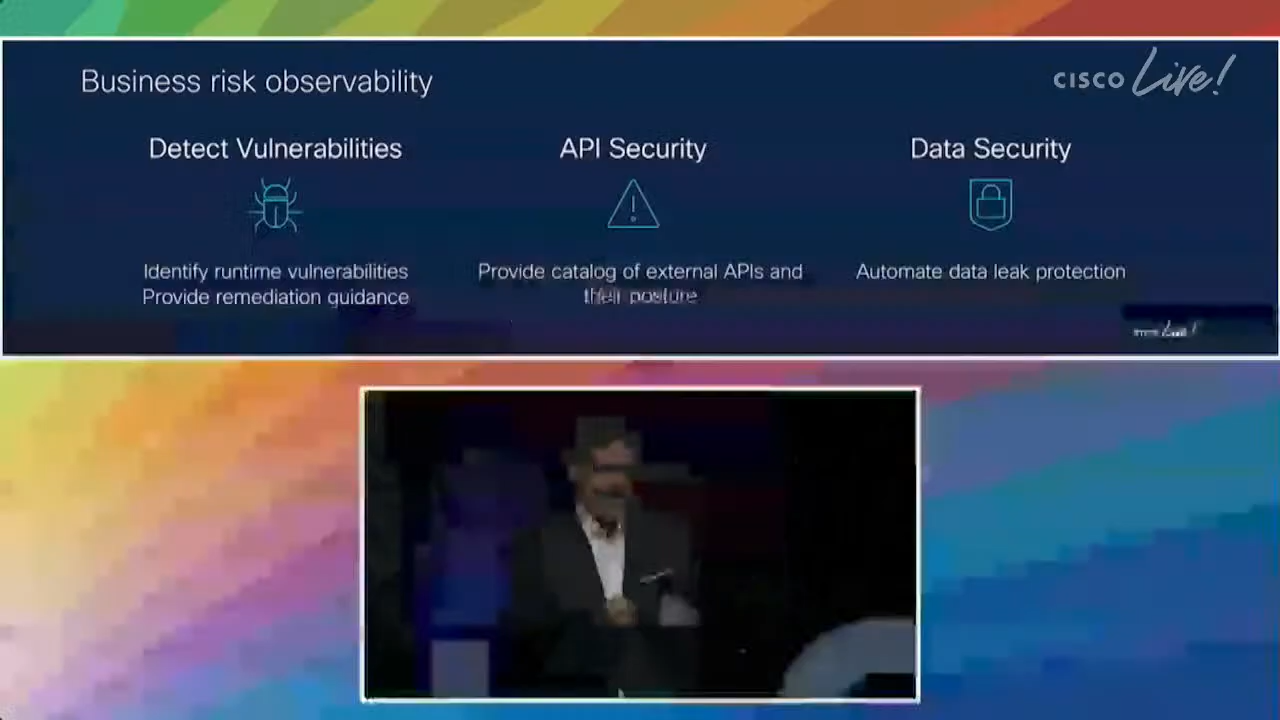 Business risk observability
CISCO Live!
Detect Vulnerabilities
API Security
Data Security
Identify runtime vulnerabilities
Provide remediation guidance
Provide catalog of external APIs and
their posture
Automate data leak protection
Live!